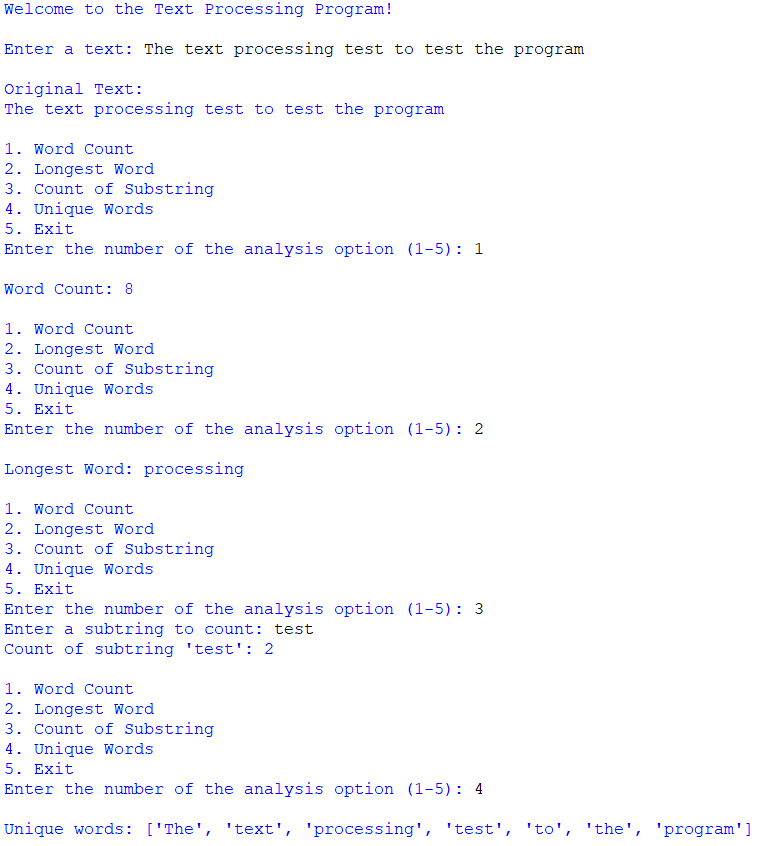 Welcome to the Text Processing Program!
Enter a text: The text processing test to test the program
Original Text:
The text processing test to test the program
1. Word Count
2. Longest Word
3. Count of Substring
4. Unique Words
5. Exit
Enter the number of the analysis option (1-5): 1
Word Count: 8
1. Word Count
2. Longest Word
3. Count of Substring
4. Unique Words
5. Exit
Enter the number of the analysis option (1-5): 2
Longest Word: processing
1. Word Count
2. Longest Word
3. Count of Substring
4. Unique Words
5. Exit
Enter the number of the analysis option (1-5): 3
Enter a subtring to count: test
Count of subtring 'test': 2
1. Word Count
2. Longest Word
3. Count of Substring
4. Unique Words
5. Exit
Enter the number of the analysis option (1-5): 4
Unique words: ['The', 'text', 'processing', 'test', 'to', 'the', 'program']